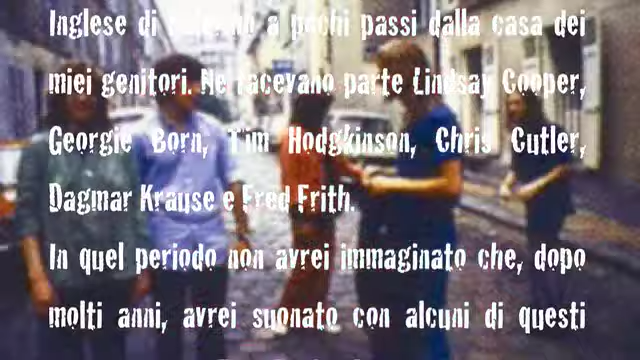 Inglese di Palermo a pochi passi dalla casa dei
miei genitori. Ne facevano parte Lindsay Cooper,
Georgie Born, Tim Hodgkinson, Chris Cutler,
Dagmar Krause e Fred Frith.
In quel periodo non avrei immaginato che, dopo
molti anni, avrei suonato con alcuni di questi